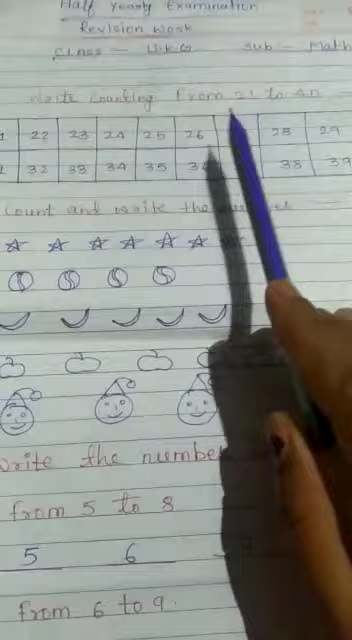 Half Yearly Examination
Revision Work
Class - U.K.G Sub - Math
Write counting from 21 to 40
22 23 24 25 26 28 29
32 33 34 35 38 39
Count and write the
write the number
from 5 to 8
5 6
from 6 to 9.